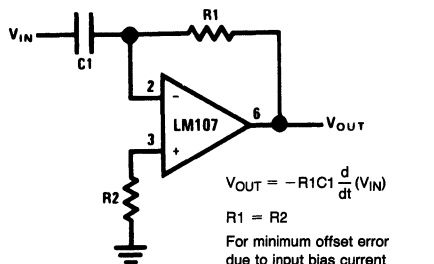 R1
VIN
C1
2
−
LM107
6
VOUT
3
+
R2
VOUT = −R1C1 d/dt (VIN)
R1 = R2
For minimum offset error
due to input bias current